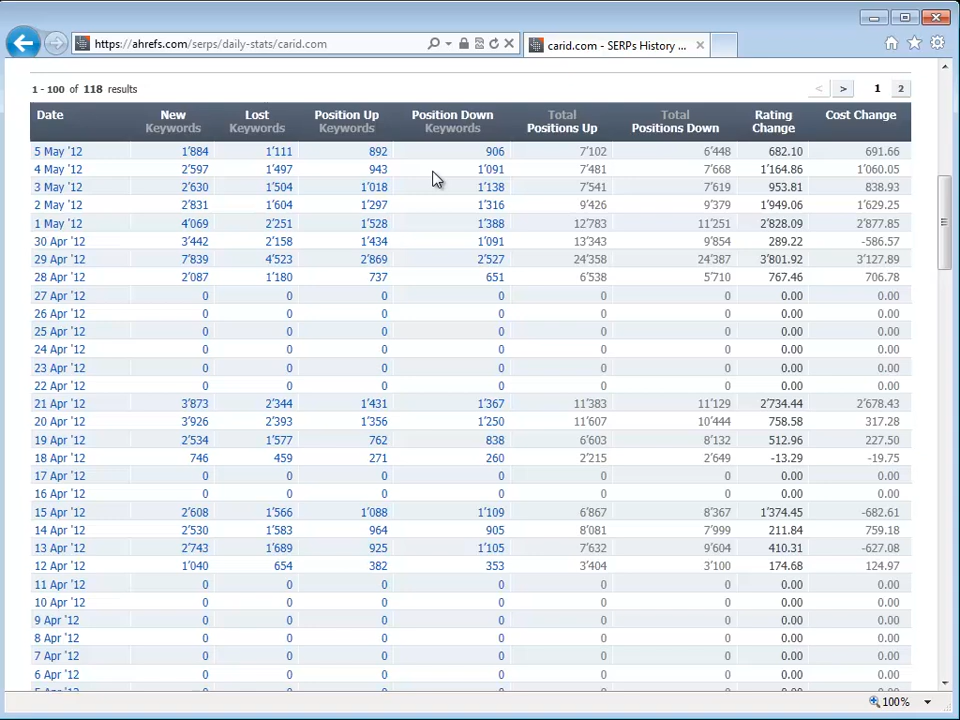 https://ahrefs.com/serps/daily-stats/carid.com
carid.com - SERPs History ...
1 - 100 of 118 results < > 1 2
Date New Keywords Lost Keywords Position Up Keywords Position Down Keywords Total Positions Up Total Positions Down Rating Change Cost Change
5 May '12 1'884 1'111 892 906 7'102 6'448 682.10 691.66
4 May '12 2'597 1'497 943 1'091 7'481 7'668 1'164.86 1'060.05
3 May '12 2'630 1'504 1'018 1'138 7'541 7'619 953.81 838.93
2 May '12 2'831 1'604 1'297 1'316 9'426 9'379 1'949.06 1'629.25
1 May '12 4'069 2'251 1'528 1'388 12'783 11'251 2'828.09 2'877.85
30 Apr '12 3'442 2'158 1'434 1'091 13'343 9'854 289.22 -586.57
29 Apr '12 7'839 4'523 2'869 2'527 24'358 24'387 3'801.92 3'127.89
28 Apr '12 2'087 1'180 737 651 6'538 5'710 767.46 706.78
27 Apr '12 0 0 0 0 0 0 0.00 0.00
26 Apr '12 0 0 0 0 0 0 0.00 0.00
25 Apr '12 0 0 0 0 0 0 0.00 0.00
24 Apr '12 0 0 0 0 0 0 0.00 0.00
23 Apr '12 0 0 0 0 0 0 0.00 0.00
22 Apr '12 0 0 0 0 0 0 0.00 0.00
21 Apr '12 3'873 2'344 1'431 1'367 11'383 11'129 2'734.44 2'678.43
20 Apr '12 3'926 2'393 1'356 1'250 11'607 10'444 758.58 317.28
19 Apr '12 2'534 1'577 762 838 6'603 8'132 512.96 227.50
18 Apr '12 746 459 271 260 2'215 2'649 -13.29 -19.75
17 Apr '12 0 0 0 0 0 0 0.00 0.00
16 Apr '12 0 0 0 0 0 0 0.00 0.00
15 Apr '12 2'608 1'566 1'088 1'109 6'867 8'367 1'374.45 -682.61
14 Apr '12 2'530 1'583 964 905 8'081 7'999 211.84 759.18
13 Apr '12 2'743 1'689 925 1'105 7'632 9'604 410.31 -627.08
12 Apr '12 1'040 654 382 353 3'404 3'100 174.68 124.97
11 Apr '12 0 0 0 0 0 0 0.00 0.00
10 Apr '12 0 0 0 0 0 0 0.00 0.00
9 Apr '12 0 0 0 0 0 0 0.00 0.00
8 Apr '12 0 0 0 0 0 0 0.00 0.00
7 Apr '12 0 0 0 0 0 0 0.00 0.00
6 Apr '12 0 0 0 0 0 0 0.00 0.00
100%